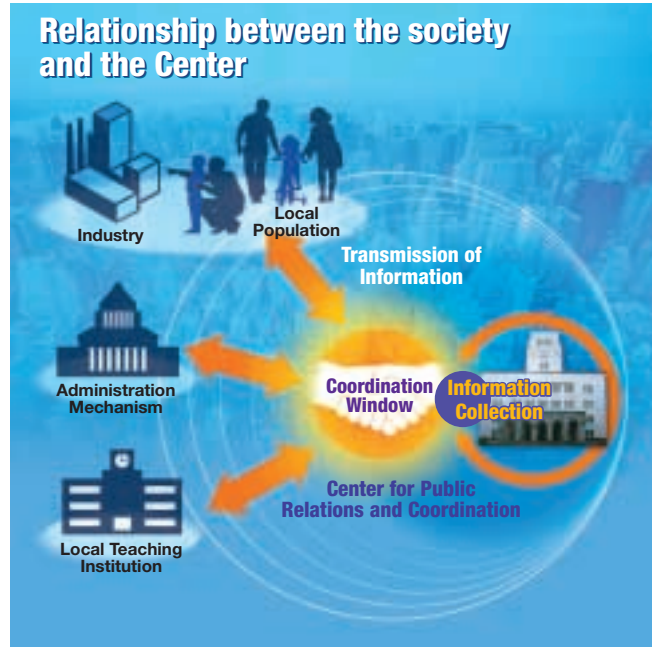 Relationship between the society
and the Center
Industry
Local
Population
Transmission of
Information
Administration
Mechanism
Coordination
Window
Information
Collection
Center for Public
Relations and Coordination
Local Teaching
Institution